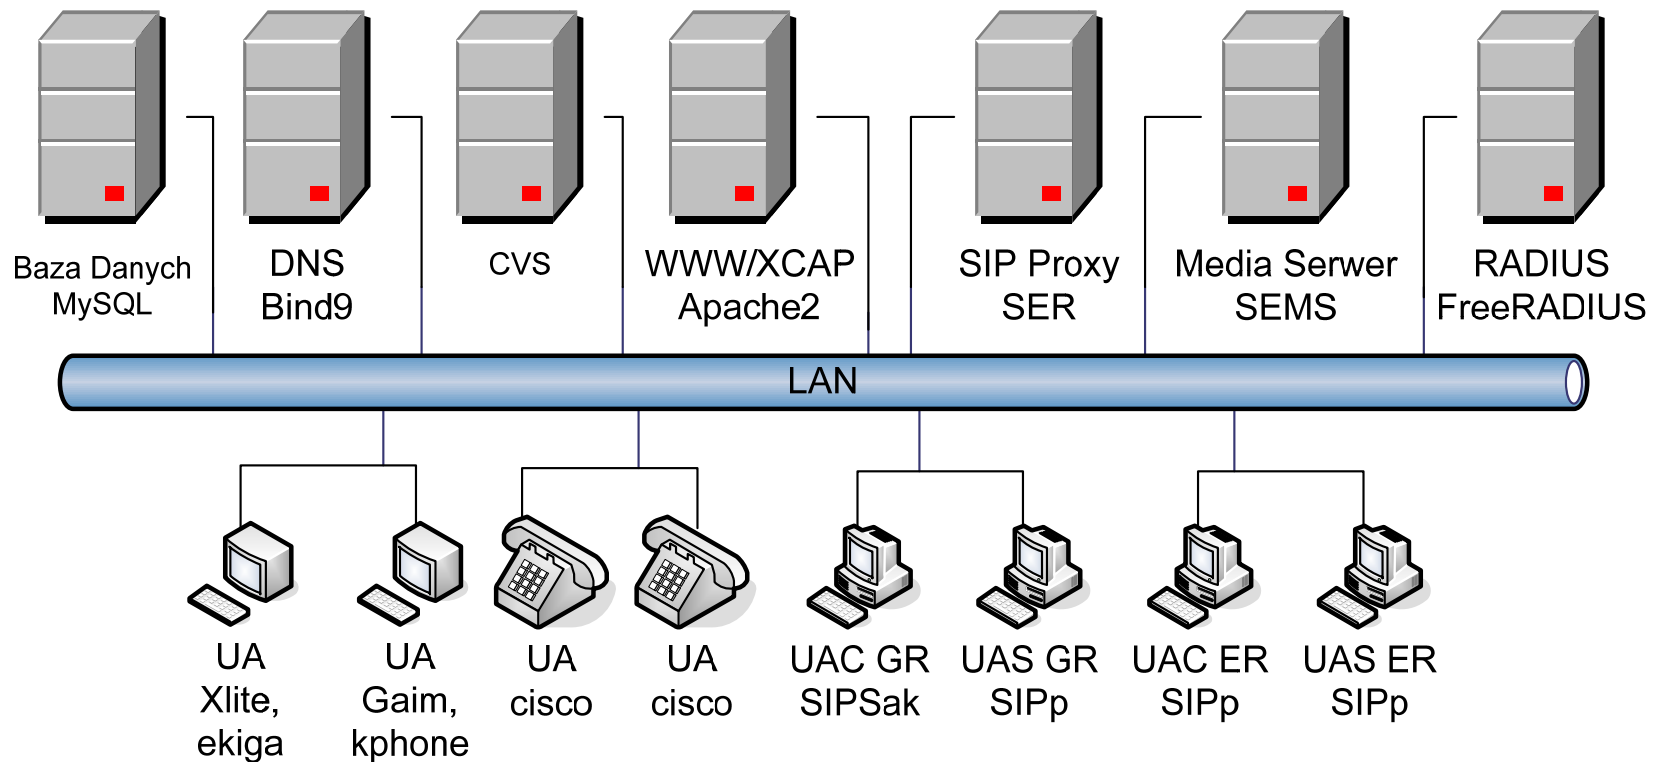 Baza Danych
MySQL
DNS
Bind9
CVS
WWW/XCAP
Apache2
SIP Proxy
SER
Media Serwer
SEMS
RADIUS
FreeRADIUS
LAN
UA
Xlite,
ekiga
UA
Gaim,
kphone
UA
cisco
UA
cisco
UAC GR
SIPSak
UAS GR
SIPp
UAC ER
SIPp
UAS ER
SIPp